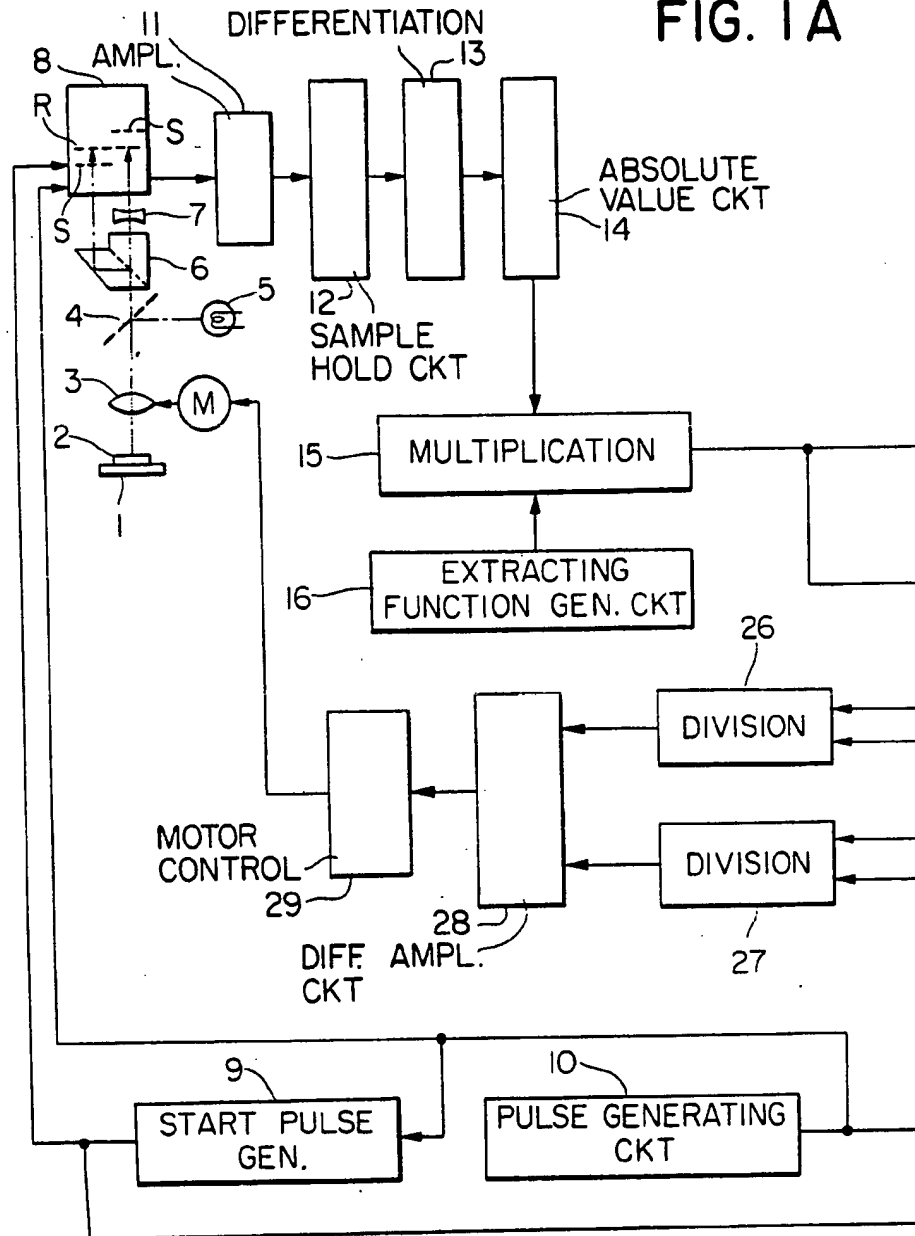 FIG. 1A
11
AMPL.
DIFFERENTIATION
13
8
R
S
S
7
6
4
5
3
M
2
1
12
SAMPLE
HOLD CKT
ABSOLUTE
VALUE CKT
14
15
MULTIPLICATION
16
EXTRACTING
FUNCTION GEN. CKT
26
DIVISION
DIVISION
27
MOTOR
CONTROL
29
28
DIFF. AMPL.
CKT
9
START PULSE
GEN.
10
PULSE GENERATING
CKT